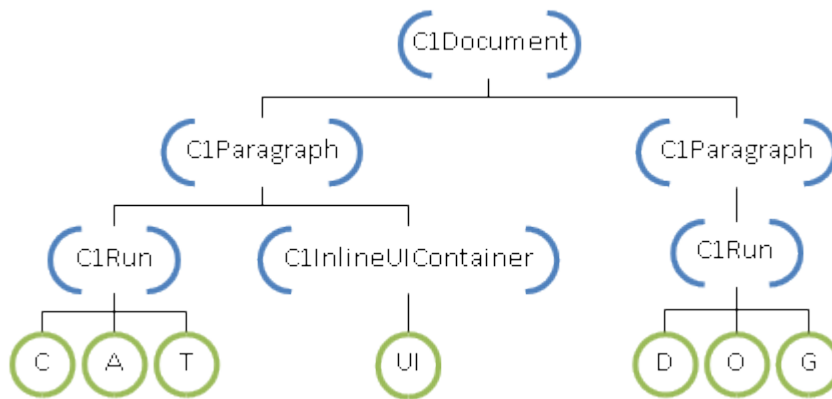 C1Document
C1Paragraph C1Paragraph
C1Run C1InlineUIContainer C1Run
C A T UI D O G